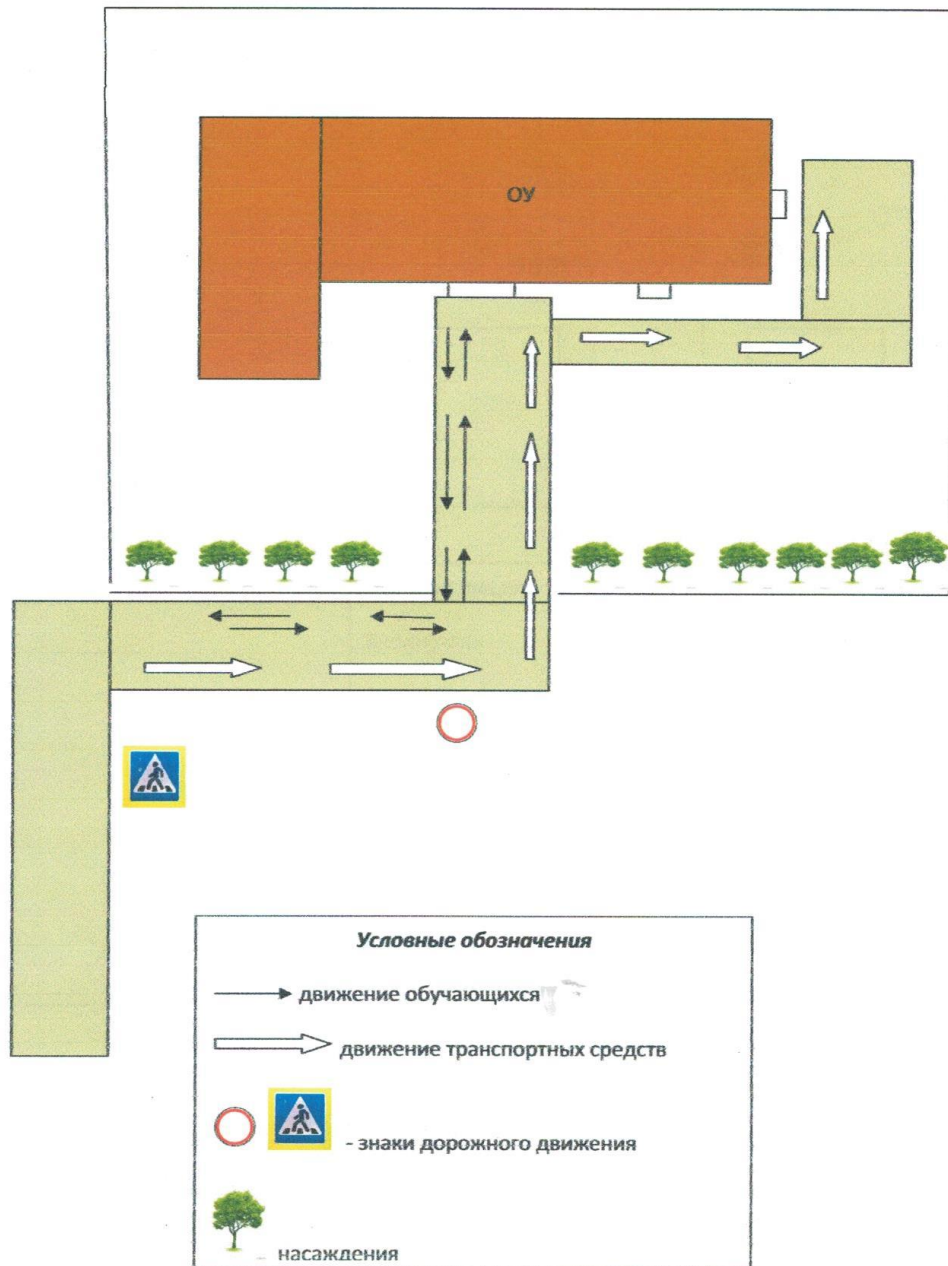 ОУ
Условные обозначения
движение обучающихся
движение транспортных средств
- знаки дорожного движения
насаждения